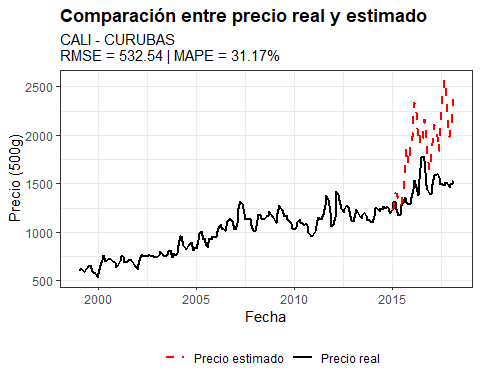 Comparación entre precio real y estimado
CALI - CURUBAS
RMSE = 532.54 | MAPE = 31.17%
Precio (500g)
2500
2000
1500
1000
500
2000
2005
2010
2015
Fecha
Precio estimado
Precio real